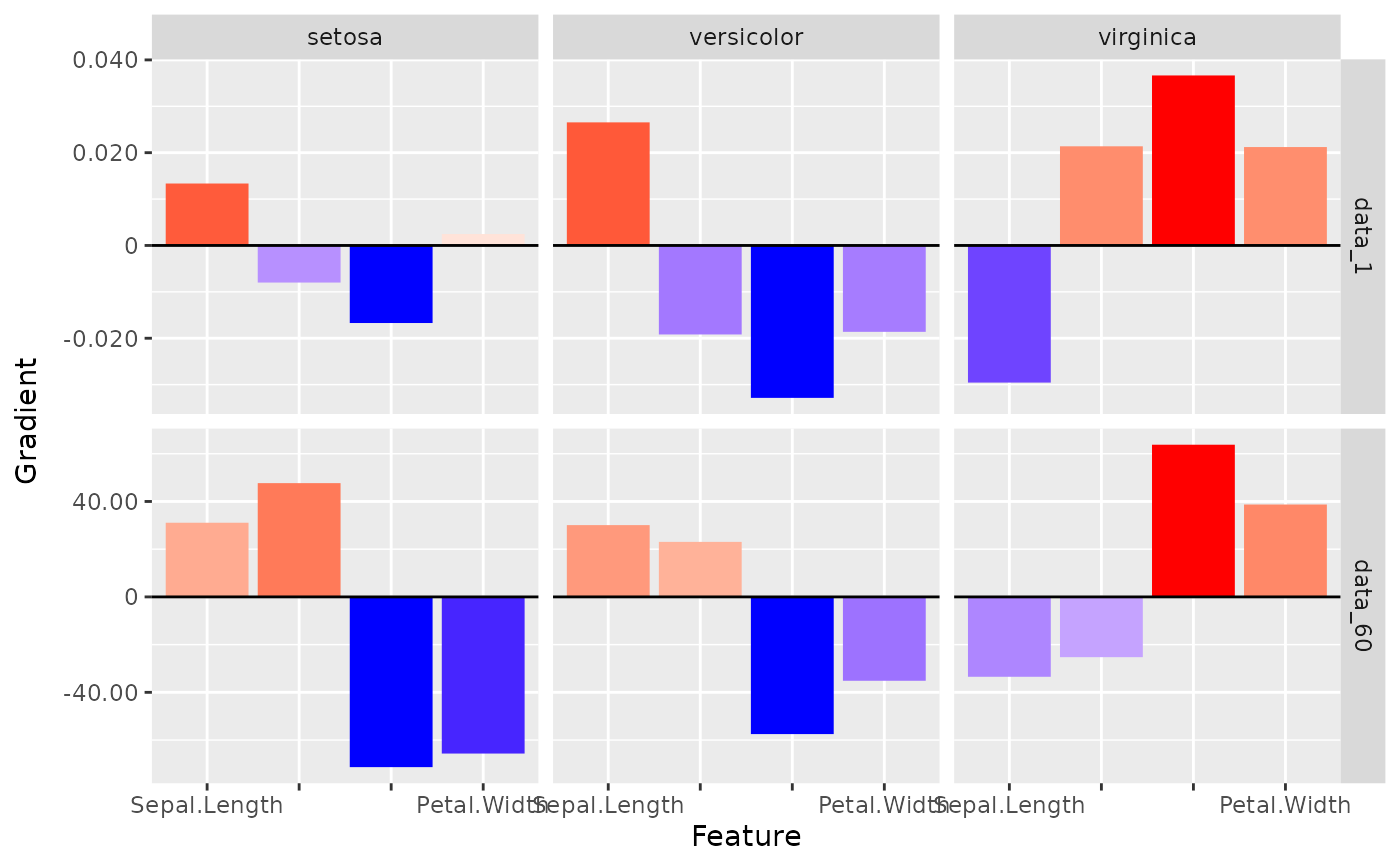 setosa
versicolor
virginica
0.040
0.020
0
-0.020
data_1
Gradient
40.00
0
-40.00
data_60
Sepal.Length
Petal.Width
Sepal.Length
Petal.Width
Sepal.Length
Petal.Width
Feature